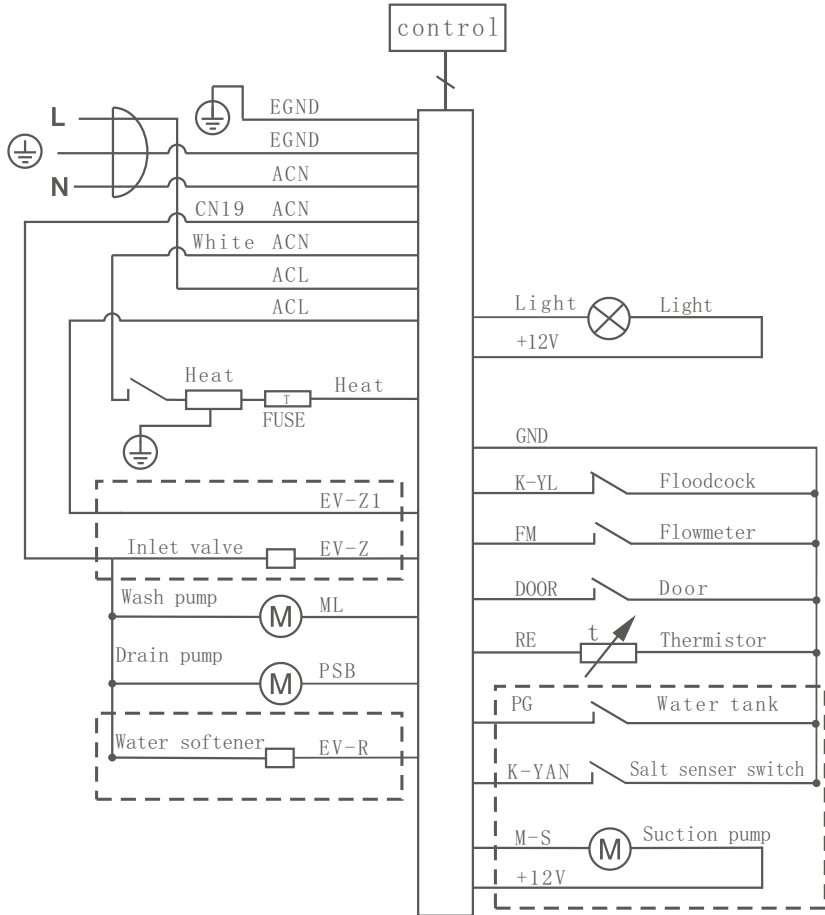 control
L
EGND
EGND
N
ACN
CN19 ACN
White ACN
ACL
ACL
Light
Light
+12V
Heat
T
Heat
FUSE
GND
K-YL
Floodcock
EV-Z1
FM
Flowmeter
Inlet valve
EV-Z
DOOR
Door
Wash pump
M
ML
t
RE
Thermistor
Drain pump
M
PSB
PG
Water tank
Water softener
EV-R
K-YAN
Salt senser switch
M-S
M
Suction pump
+12V